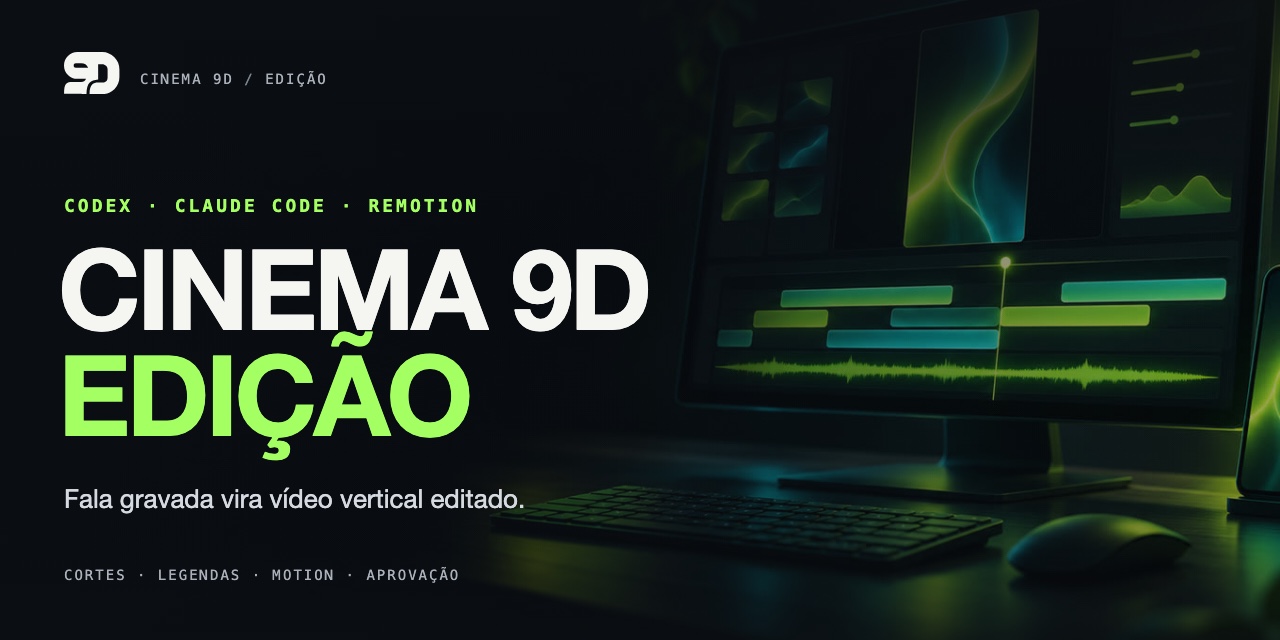 9D
CINEMA 9D / EDIÇÃO
CODEX · CLAUDE CODE · REMOTION
CINEMA 9D
EDIÇÃO
Fala gravada vira vídeo vertical editado.
CORTES · LEGENDAS · MOTION · APROVAÇÃO